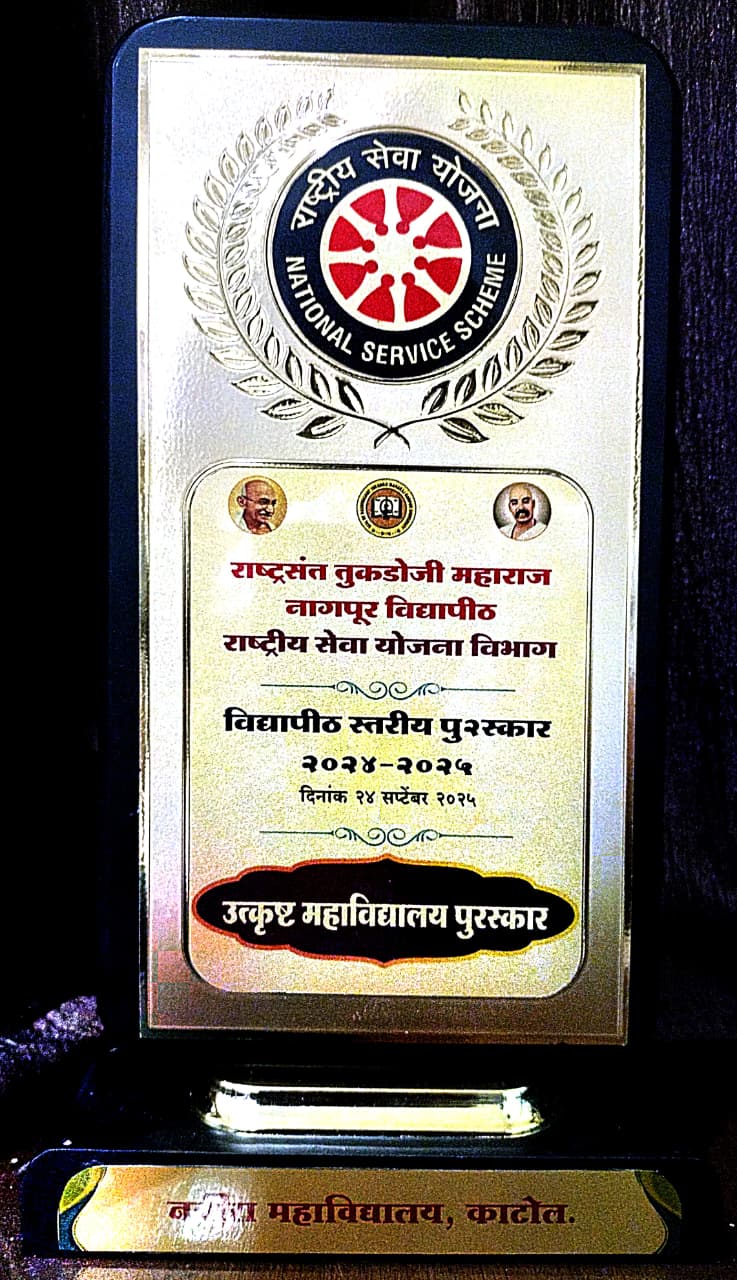 राष्ट्रीय सेवा योजना
NATIONAL SERVICE SCHEME
राष्ट्रसंत तुकडोजी महाराज
नागपूर विद्यापीठ
राष्ट्रीय सेवा योजना विभाग
विद्यापीठ स्तरीय पुरस्कार
२०२४-२०२५
दिनांक २४ सप्टेंबर २०२५
उत्कृष्ट महाविद्यालय पुरस्कार
महाविद्यालय, काटोल.